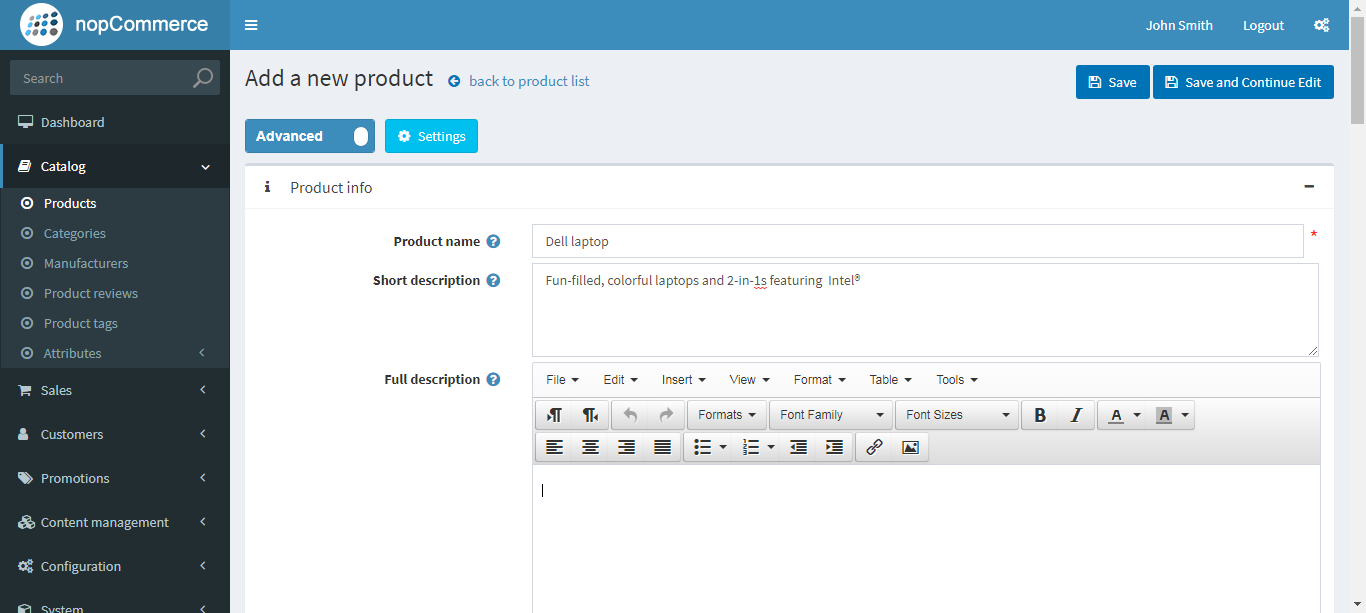 nopCommerce
John Smith
Logout
Search
Dashboard
Catalog
Products
Categories
Manufacturers
Product reviews
Product tags
Attributes
Sales
Customers
Promotions
Content management
Configuration
System
Add a new product
back to product list
Save
Save and Continue Edit
Advanced
Settings
Product info
Product name
Dell laptop
*
Short description
Fun-filled, colorful laptops and 2-in-1s featuring  Intel®
Full description
File Edit Insert View Format Table Tools
Formats Font Family Font Sizes B I A A